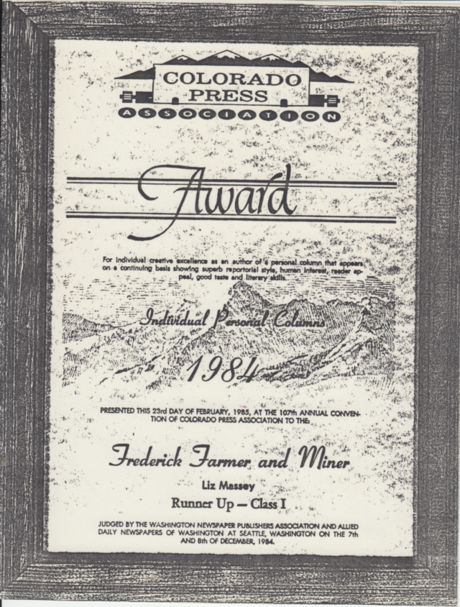 COLORADO
PRESS
ASSOCIATION
Award
For individual creative excellence as an author of a personal column that appears
on a continuing basis showing superb reportorial style, human interest, reader ap-
peal, good taste and literary skills.
Individual Personal Columns
1984
PRESENTED THIS 23rd DAY OF FEBRUARY, 1985, AT THE 107th ANNUAL CONVEN-
TION OF COLORADO PRESS ASSOCIATION TO THE:
Frederick Farmer and Miner
Liz Massey
Runner Up — Class I
JUDGED BY THE WASHINGTON NEWSPAPER PUBLISHERS ASSOCIATION AND ALLIED
DAILY NEWSPAPERS OF WASHINGTON AT SEATTLE, WASHINGTON ON THE 7th
AND 8th OF DECEMBER, 1984.